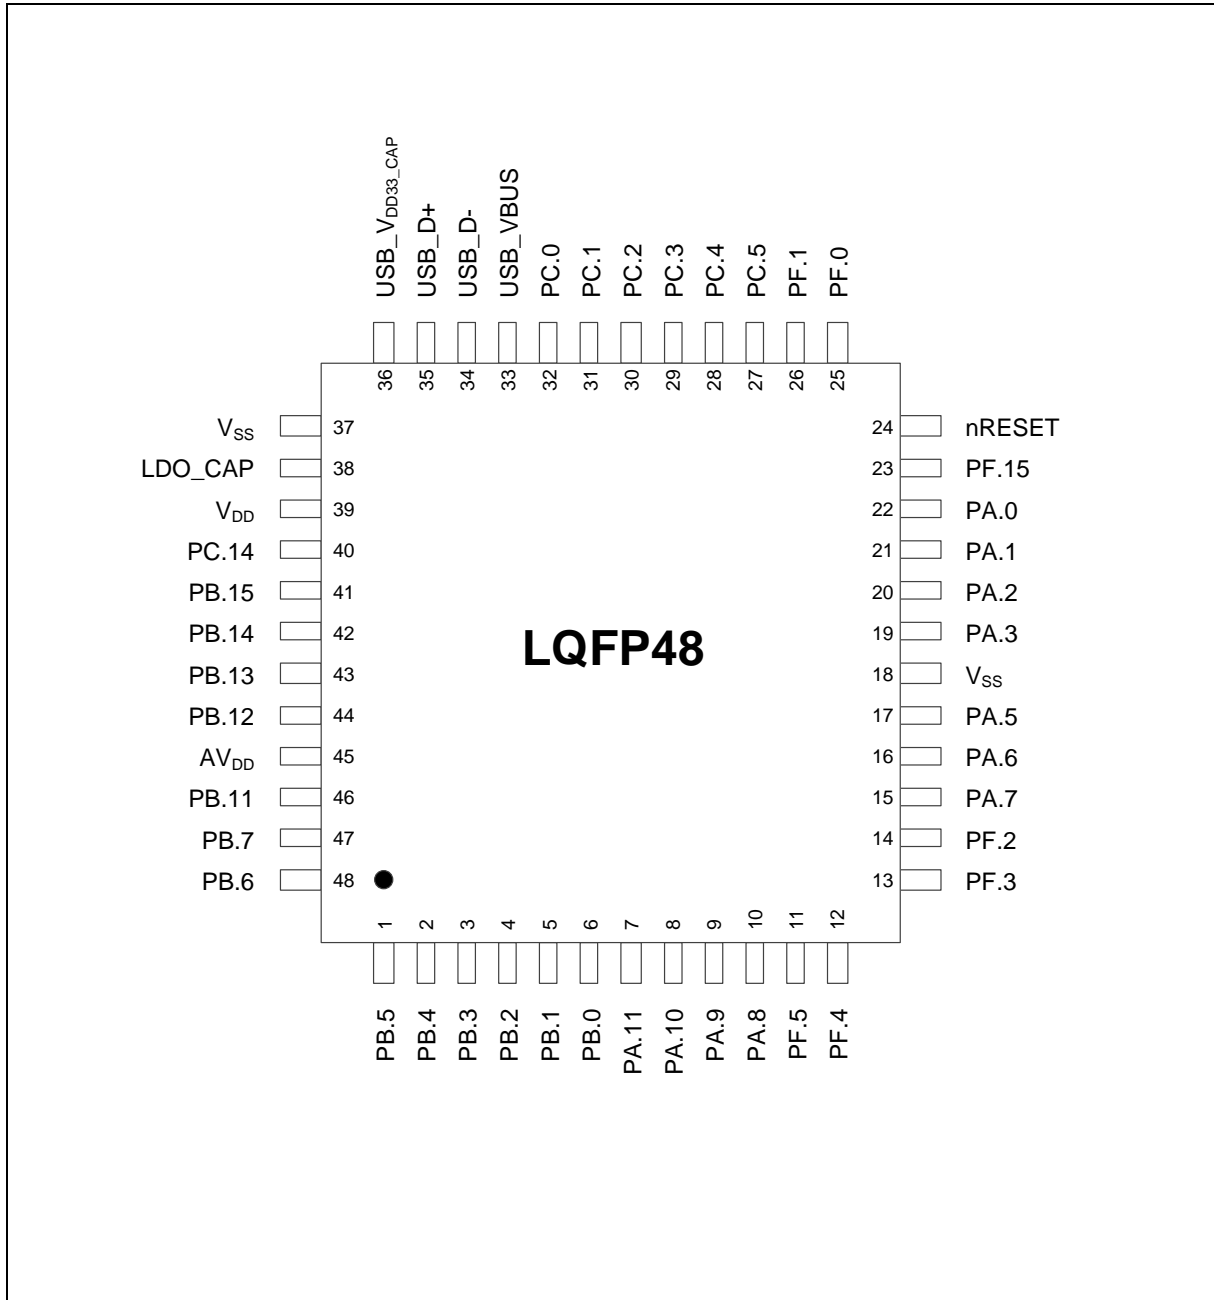 USB_VDD33_CAP
USB_D+
USB_D-
USB_VBUS
PC.0
PC.1
PC.2
PC.3
PC.4
PC.5
PF.1
PF.0
36
35
34
33
32
31
30
29
28
27
26
25
VSS 37
LDO_CAP 38
VDD 39
PC.14 40
PB.15 41
PB.14 42
PB.13 43
PB.12 44
AVDD 45
PB.11 46
PB.7 47
PB.6 48
LQFP48
24 nRESET
23 PF.15
22 PA.0
21 PA.1
20 PA.2
19 PA.3
18 VSS
17 PA.5
16 PA.6
15 PA.7
14 PF.2
13 PF.3
1
2
3
4
5
6
7
8
9
10
11
12
PB.5
PB.4
PB.3
PB.2
PB.1
PB.0
PA.11
PA.10
PA.9
PA.8
PF.5
PF.4